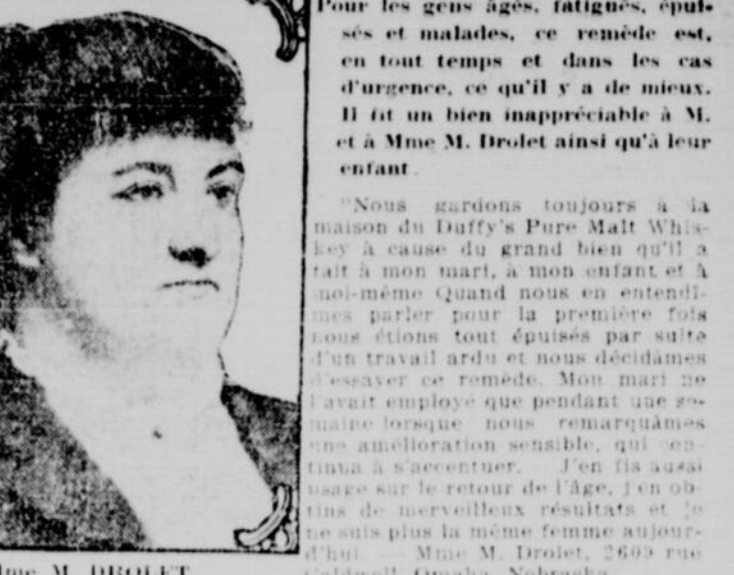 Pour les gens âgés, fatigués, épui-
sés et malades, ce remède est,
en tout temps et dans les cas
d'urgence, ce qu'il y a de mieux.
Il fit un bien inappréciable à M.
et à Mme M. Drolet ainsi qu'à leur
enfant.
"Nous gardons toujours à la
maison du Duffy's Pure Malt Whis-
key à cause du grand bien qu'il a
fait à mon mari, à mon enfant et à
moi-même Quand nous en entendî-
mes parler pour la première fois
nous étions tout épuisés par suite
d'un travail ardu et nous décidâmes
d'essayer ce remède. Mon mari ne
l'avait employé que pendant une se-
maine lorsque nous remarquâmes
une amélioration sensible, qui con-
tinua à s'accentuer. J'en fis aussi
usage sur le retour de l'âge, j'en ob-
tins de merveilleux résultats et je
ne suis plus la même femme aujour-
d'hui. — Mme M. Drolet, 2609 rue
Caldwell, Omaha, Nebraska
Mme M. DROLET